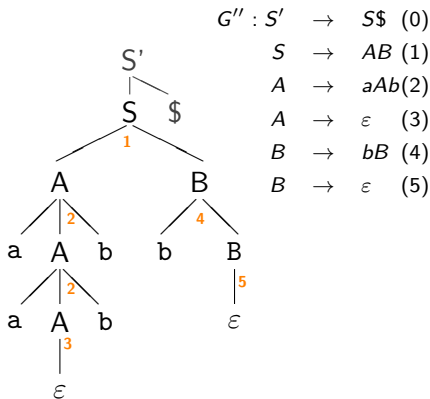 G'' : S' → S$ (0)
S → AB (1)
A → aAb(2)
A → ε (3)
B → bB (4)
B → ε (5)
S'
S $
1
A B
2 4
a A b b B
2 5
a A b ε
3
ε